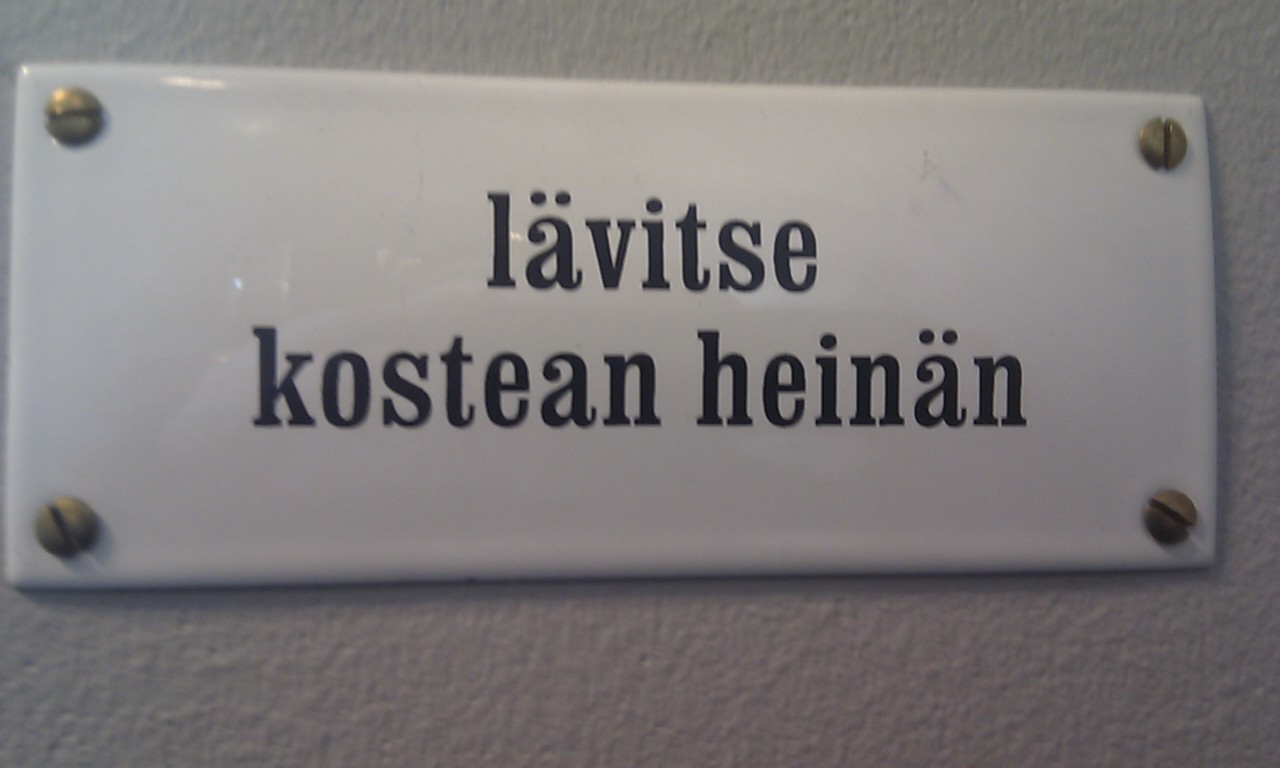 lävitse
kostean heinän